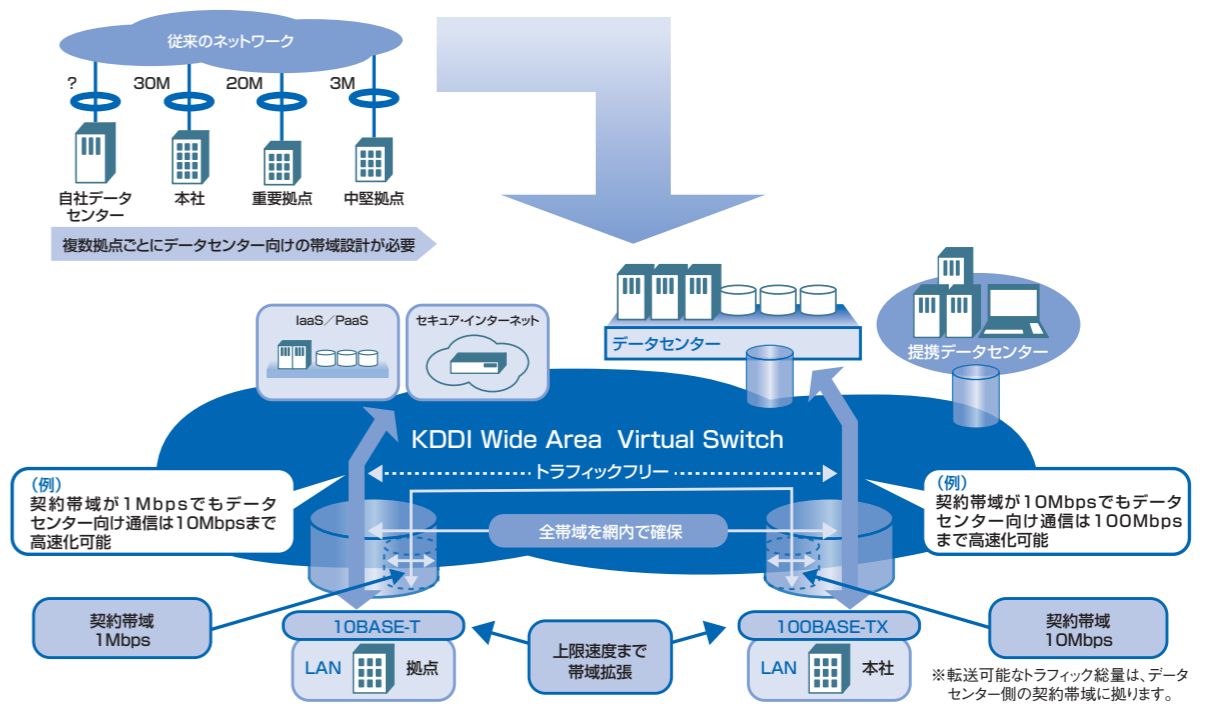 従来のネットワーク
?
30M
20M
3M
自社データ
センター
本社
重要拠点
中堅拠点
複数拠点ごとにデータセンター向けの帯域設計が必要
IaaS/PaaS
セキュア・インターネット
データセンター
提携データセンター
KDDI Wide Area Virtual Switch
トラフィックフリー
(例)
契約帯域が1Mbpsでもデータ
センター向け通信は10Mbpsまで
高速化可能
(例)
契約帯域が10Mbpsでもデータ
センター向け通信は100Mbps
まで高速化可能
全帯域を網内で確保
契約帯域
1Mbps
10BASE-T
LAN
拠点
上限速度まで
帯域拡張
100BASE-TX
LAN
本社
契約帯域
10Mbps
※転送可能なトラフィック総量は、データ
センター側の契約帯域に拠ります。